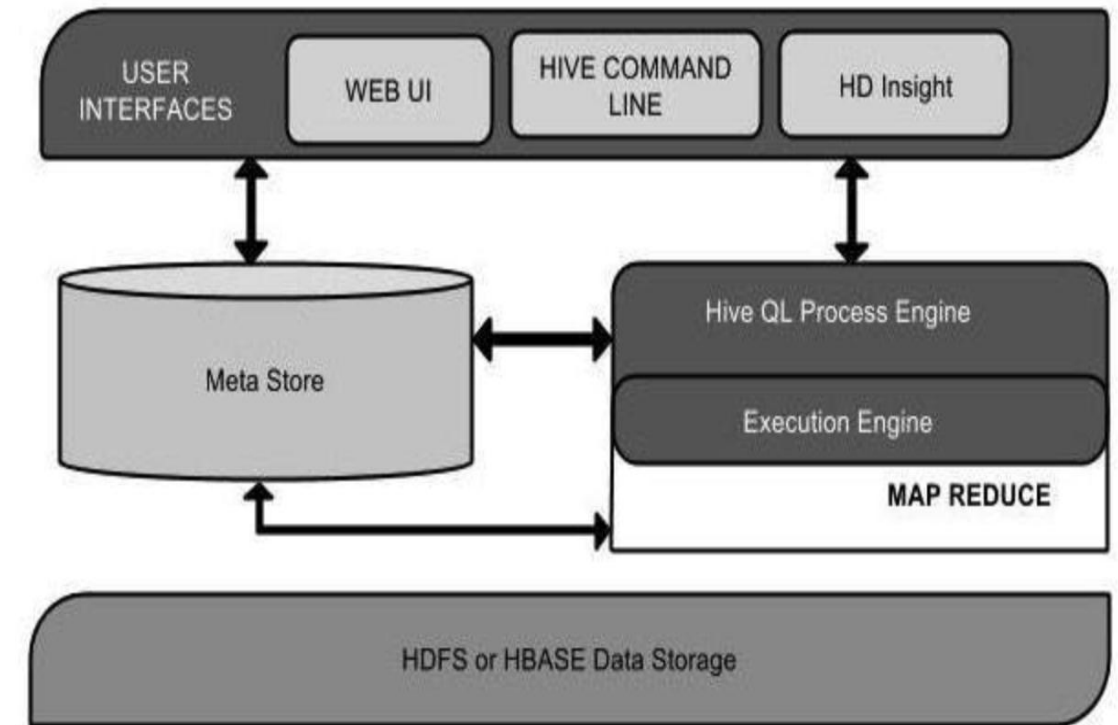 USER
INTERFACES
WEB UI
HIVE COMMAND
LINE
HD Insight
Meta Store
Hive QL Process Engine
Execution Engine
MAP REDUCE
HDFS or HBASE Data Storage